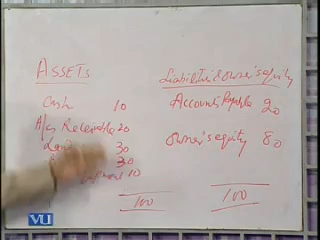 ASSETS
Cash 10
A/cs Receivable 20
30
30
10
100
Liabilities & owner's equity
Accounts Payable 20
owner's equity 80
100
VU